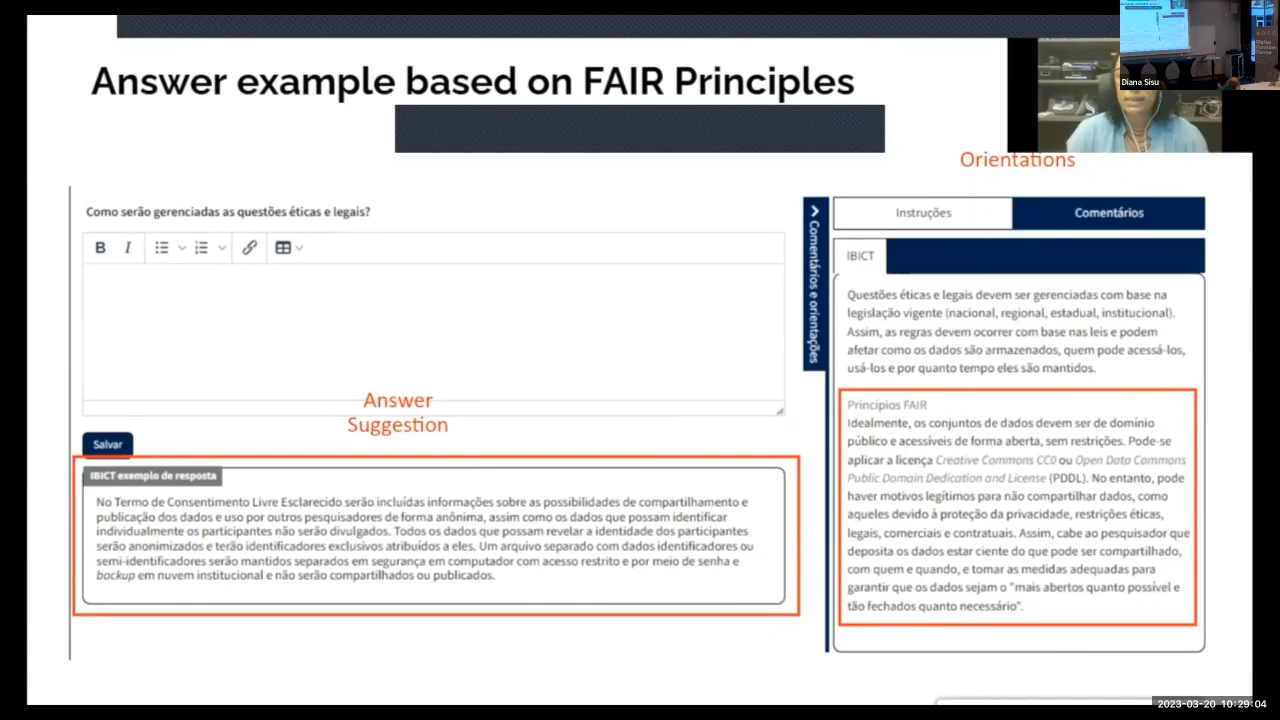 Answer example based on FAIR Principles
Diana Sisu
Orientations
Como serão gerenciadas as questões éticas e legais?
B I
Answer
Suggestion
Salvar
IBICT exemplo de resposta
No Termo de Consentimento Livre Esclarecido serão incluídas informações sobre as possibilidades de compartilhamento e
publicação dos dados e uso por outros pesquisadores de forma anônima, assim como os dados que possam identificar
individualmente os participantes não serão divulgados. Todos os dados que possam revelar a identidade dos participantes
serão anonimizados e terão identificadores exclusivos atribuídos a eles. Um arquivo separado com dados identificadores ou
semi-identificadores serão mantidos separados em segurança em computador com acesso restrito e por meio de senha e
backup em nuvem institucional e não serão compartilhados ou publicados.
Comentários e orientações
Instruções
Comentários
IBICT
Questões éticas e legais devem ser gerenciadas com base na
legislação vigente (nacional, regional, estadual, institucional).
Assim, as regras devem ocorrer com base nas leis e podem
afetar como os dados são armazenados, quem pode acessá-los,
usá-los e por quanto tempo eles são mantidos.
Princípios FAIR
Idealmente, os conjuntos de dados devem ser de domínio
público e acessíveis de forma aberta, sem restrições. Pode-se
aplicar a licença Creative Commons CC0 ou Open Data Commons
Public Domain Dedication and License (PDDL). No entanto, pode
haver motivos legítimos para não compartilhar dados, como
aqueles devido à proteção da privacidade, restrições éticas,
legais, comerciais e contratuais. Assim, cabe ao pesquisador que
deposita os dados estar ciente do que pode ser compartilhado,
com quem e quando, e tomar as medidas adequadas para
garantir que os dados sejam o "mais abertos quanto possível e
tão fechados quanto necessário".
2023-03-20 10:29:04